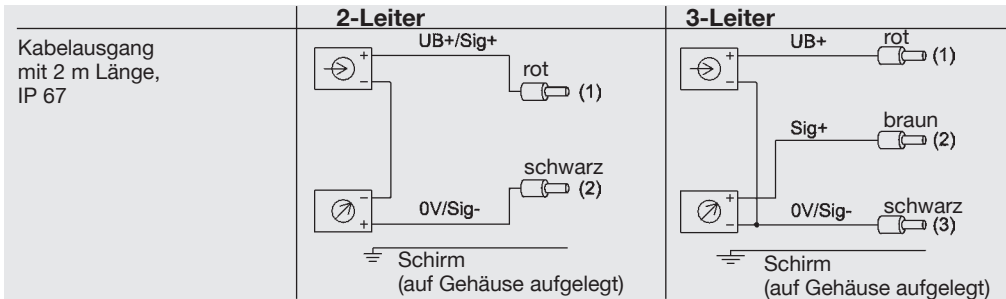 2-Leiter
3-Leiter
Kabelausgang
mit 2 m Länge,
IP 67
UB+/Sig+
+
−
rot
(1)
schwarz
(2)
−
+
0V/Sig-
Schirm
(auf Gehäuse aufgelegt)
UB+
+
−
rot
(1)
Sig+
braun
(2)
+
−
0V/Sig-
schwarz
(3)
Schirm
(auf Gehäuse aufgelegt)